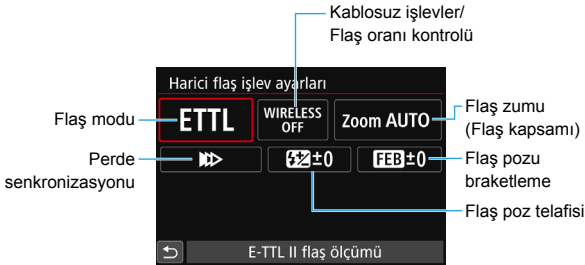 Kablosuz işlevler/
Flaş oranı kontrolü
Harici flaş işlev ayarları
Flaş modu
ETTL
WIRELESS
OFF
Zoom AUTO
Flaş zumu
(Flaş kapsamı)
Perde
senkronizasyonu
±0
FEB±0
Flaş pozu
braketleme
Flaş poz telafisi
E-TTL II flaş ölçümü